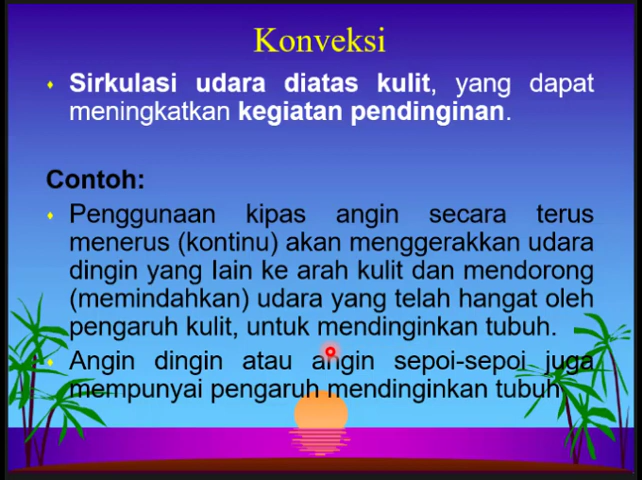 Konveksi
Sirkulasi udara diatas kulit, yang dapat
meningkatkan kegiatan pendinginan.
Contoh:
Penggunaan kipas angin secara terus
menerus (kontinu) akan menggerakkan udara
dingin yang lain ke arah kulit dan mendorong
(memindahkan) udara yang telah hangat oleh
pengaruh kulit, untuk mendinginkan tubuh.
Angin dingin atau angin sepoi-sepoi juga
mempunyai pengaruh mendinginkan tubuh.